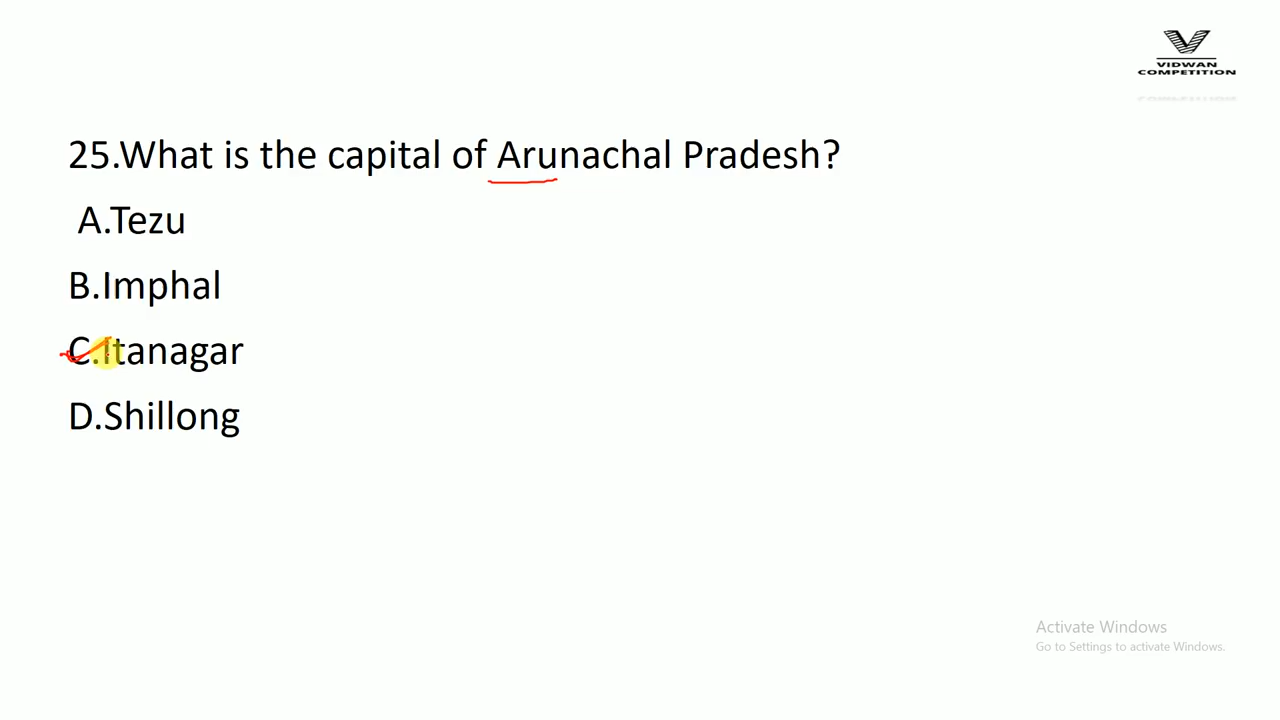 VIDWAN
COMPETITION
25.What is the capital of Arunachal Pradesh?
A.Tezu
B.Imphal
C.Itanagar
D.Shillong
Activate Windows
Go to Settings to activate Windows.